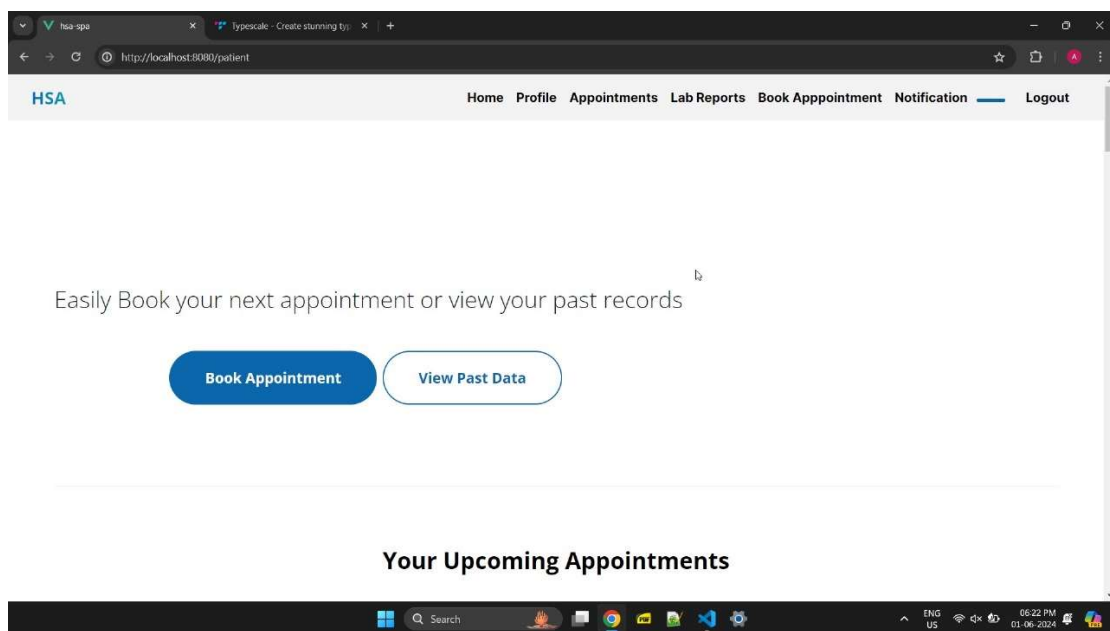 hsa-spa
Typescale - Create stunning typ
http://localhost:8080/patient
HSA
Home Profile Appointments Lab Reports Book Apppointment Notification Logout
Easily Book your next appointment or view your past records
Book Appointment View Past Data
Your Upcoming Appointments
Search
ENG
US
06:22 PM
01-06-2024